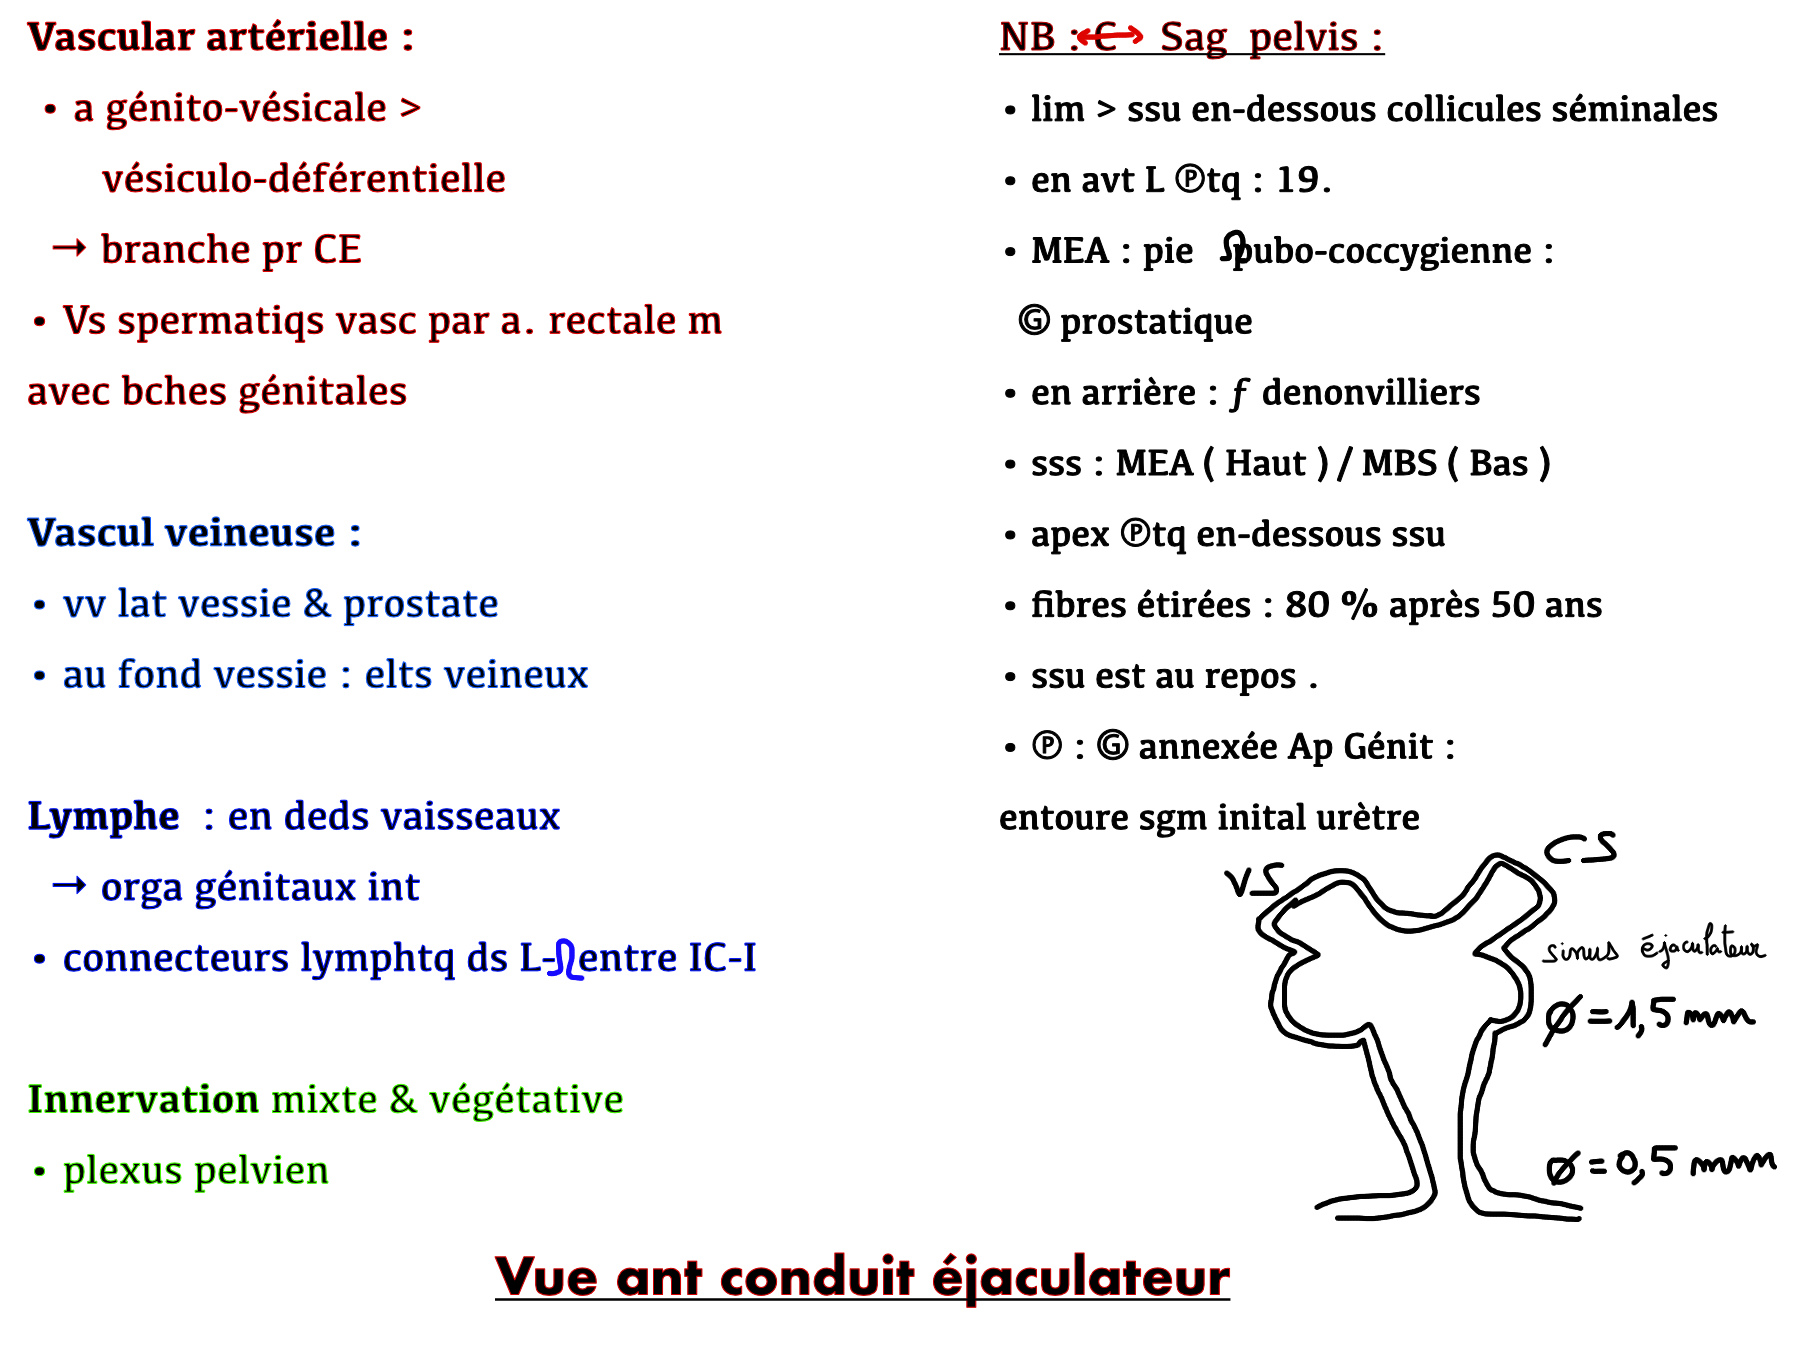 Vascular artérielle :
• a génito-vésicale >
vésiculo-déférentielle
→ branche pr CE
• Vs spermatiqs vasc par a. rectale m
avec bches génitales
Vascul veineuse :
• vv lat vessie & prostate
• au fond vessie : elts veineux
Lymphe : en deds vaisseaux
→ orga génitaux int
• connecteurs lymphtq ds L-Ω entre IC-I
Innervation mixte & végétative
• plexus pelvien
NB : C ↔ Sag pelvis :
• lim > ssu en-dessous collicules séminales
• en avt L Ⓟtq : 19.
• MEA : pie Ω pubo-coccygienne :
Ⓖ prostatique
• en arrière : ƒ denonvilliers
• sss : MEA ( Haut ) / MBS ( Bas )
• apex Ⓟtq en-dessous ssu
• fibres étirées : 80 % après 50 ans
• ssu est au repos .
• Ⓟ : Ⓖ annexée Ap Génit :
entoure sgm inital urètre
VS
CS
sinus éjaculateur
Ø = 1,5 mm
Ø = 0,5 mm
Vue ant conduit éjaculateur